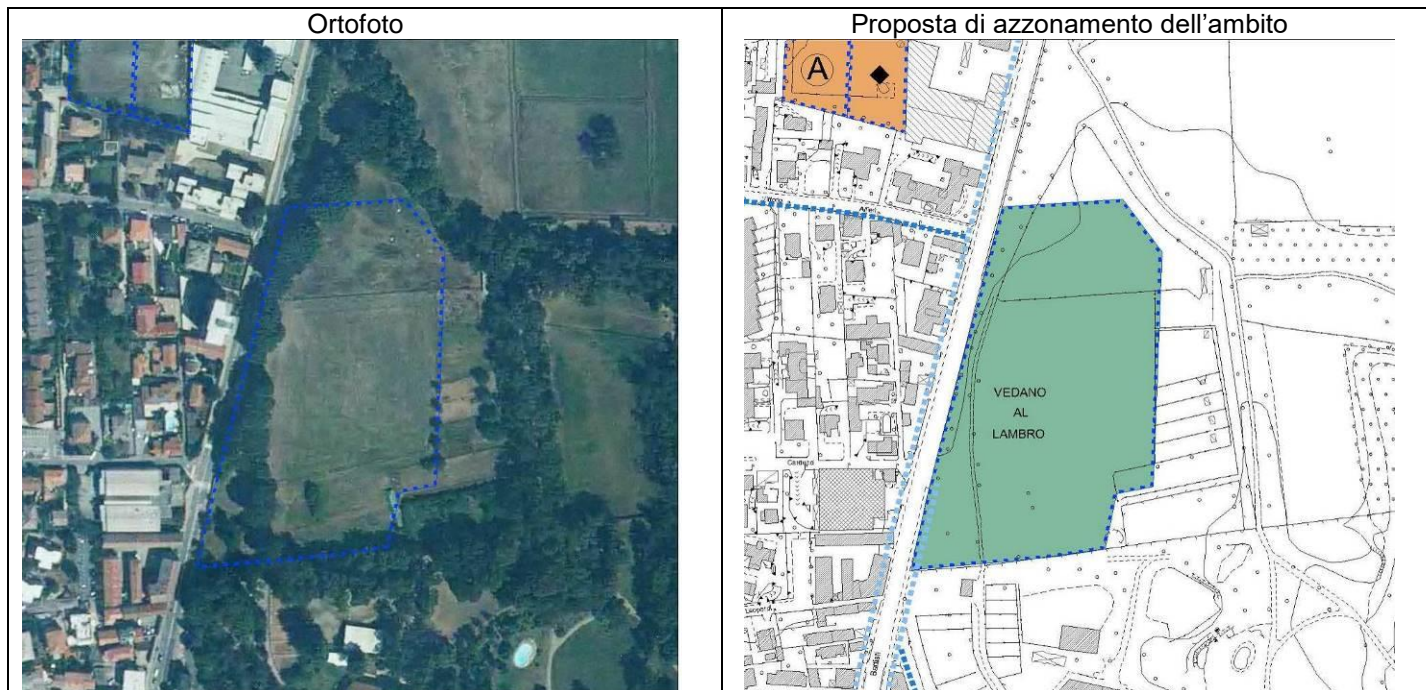 Ortofoto
Proposta di azzonamento dell’ambito
A
VEDANO
AL
LAMBRO